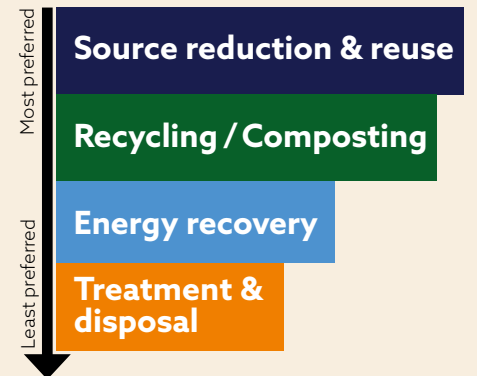 Most preferred
Source reduction & reuse
Recycling / Composting
Energy recovery
Least preferred
Treatment &
disposal